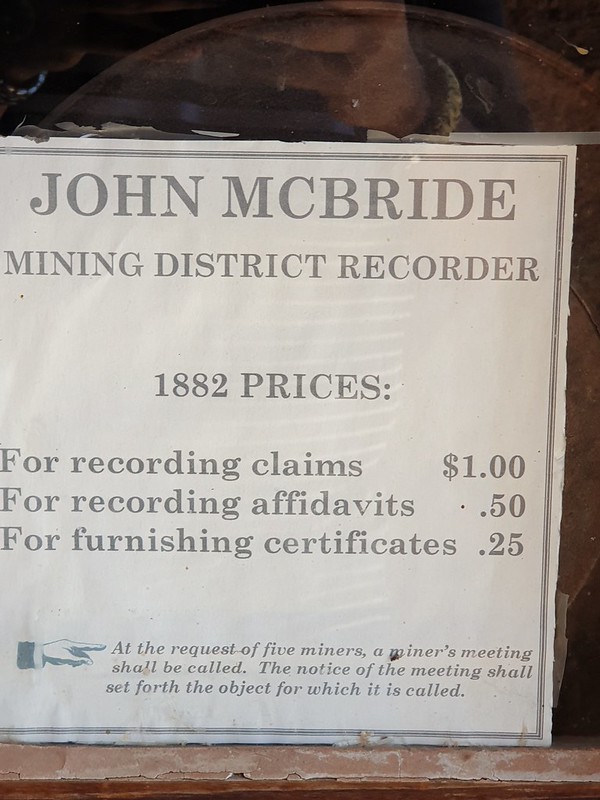 JOHN MCBRIDE
MINING DISTRICT RECORDER
1882 PRICES:
For recording claims $1.00
For recording affidavits .50
For furnishing certificates .25
At the request of five miners, a miner's meeting
shall be called. The notice of the meeting shall
set forth the object for which it is called.